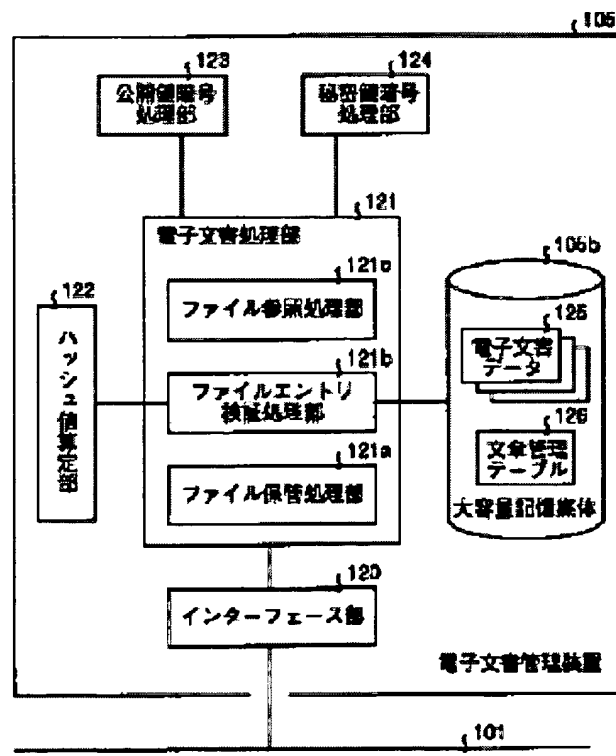 105
123
公開鍵暗号
処理部
124
秘密鍵暗号
処理部
121
電子文書処理部
122
ハッシュ値算定部
121c
ファイル参照処理部
121b
ファイルエントリ
検証処理部
121a
ファイル保管処理部
105b
125
電子文書
データ
126
文章管理
テーブル
大容量記憶媒体
120
インターフェース部
電子文書管理装置
101